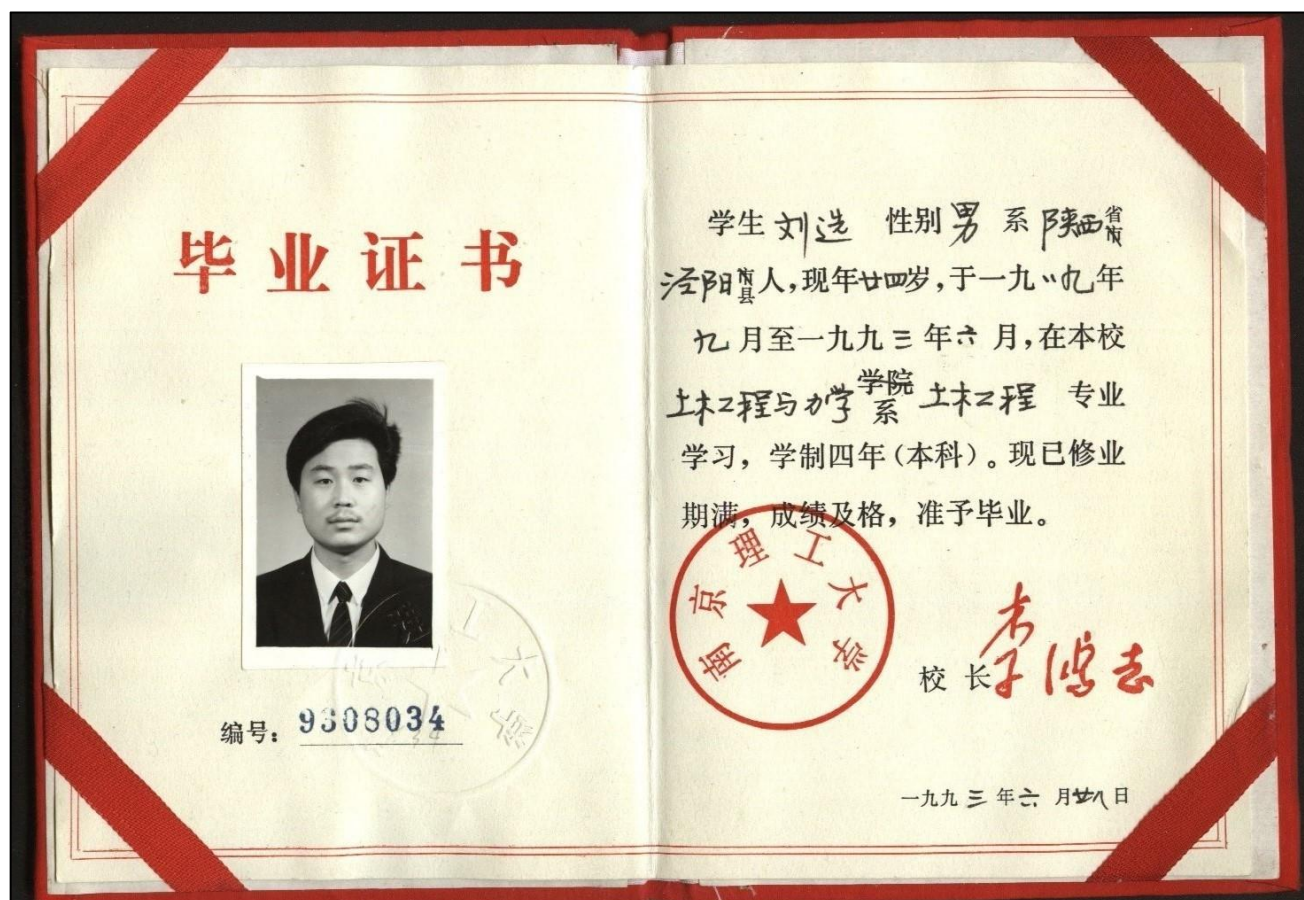 毕业证书
编号：9308034
学生 刘选 性别 男 系 陕西省市
泾阳市县人，现年廿四岁，于一九八九年
九月至一九九三年六月，在本校
土木工程与力学学院系 土木工程 专业
学习，学制四年（本科）。现已修业
期满，成绩及格，准予毕业。
南京理工大学
校长 李鸿志
一九九三年六月廿八日